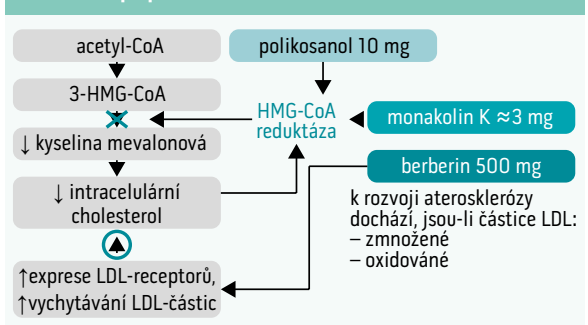 acetyl-CoA
polikosanol 10 mg
3-HMG-CoA
HMG-CoA
reduktáza
monakolin K ≈3 mg
↓ kyselina mevalonová
berberin 500 mg
↓ intracelulární
cholesterol
k rozvoji aterosklerózy
dochází, jsou-li částice LDL:
– zmnožené
– oxidováné
↑exprese LDL-receptorů,
↑vychytávání LDL-částic